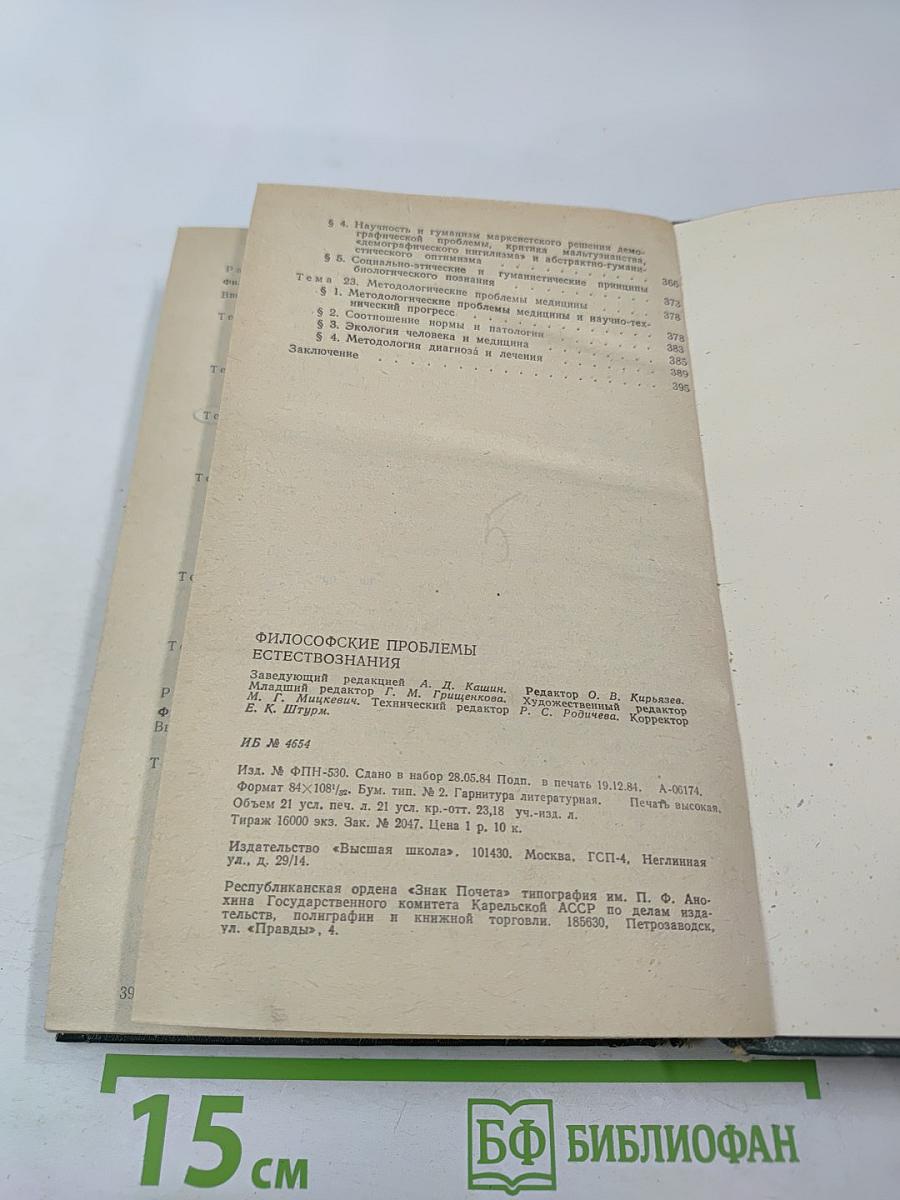 § 4. Научность и гуманизм марксистского решения демо-
графической проблемы, критика мальтузианства,
«демографического нигилизма» и абстрактно-гумани-
стического оптимизма . . . . . . . . . 366
§ 5. Социально-этические и гуманистические принципы
биологического познания . . . . . . . . . 373
Тема 23. Методологические проблемы медицины . . . . 378
§ 1. Методологические проблемы медицины и научно-тех-
нический прогресс . . . . . . . . . 378
§ 2. Соотношение нормы и патологии . . . . . . 383
§ 3. Экология человека и медицина . . . . . . 385
§ 4. Методология диагноза и лечения . . . . . . 389
Заключение . . . . . . . . . . . . . . 395
5
ФИЛОСОФСКИЕ ПРОБЛЕМЫ
ЕСТЕСТВОЗНАНИЯ
Заведующий редакцией А. Д. Кашин. Редактор О. В. Кирьязев.
Младший редактор Г. М. Грищенкова. Художественный редактор
М. Г. Мицкевич. Технический редактор Р. С. Родичева. Корректор
Е. К. Штурм.
ИБ № 4654
Изд. № ФПН-530. Сдано в набор 28.05.84 Подп. в печать 19.12.84. А-06174.
Формат 84×108¹/₃₂. Бум. тип. № 2. Гарнитура литературная. Печать высокая.
Объем 21 усл. печ. л. 21 усл. кр.-отт. 23,18 уч.-изд. л.
Тираж 16000 экз. Зак. № 2047. Цена 1 р. 10 к.
Издательство «Высшая школа», 101430. Москва, ГСП-4, Неглинная
ул., д. 29/14.
Республиканская ордена «Знак Почета» типография им. П. Ф. Ано-
хина Государственного комитета Карельской АССР по делам изда-
тельств, полиграфии и книжной торговли. 185630, Петрозаводск,
ул. «Правды», 4.
39
15 см
БФ БИБЛИОФАН